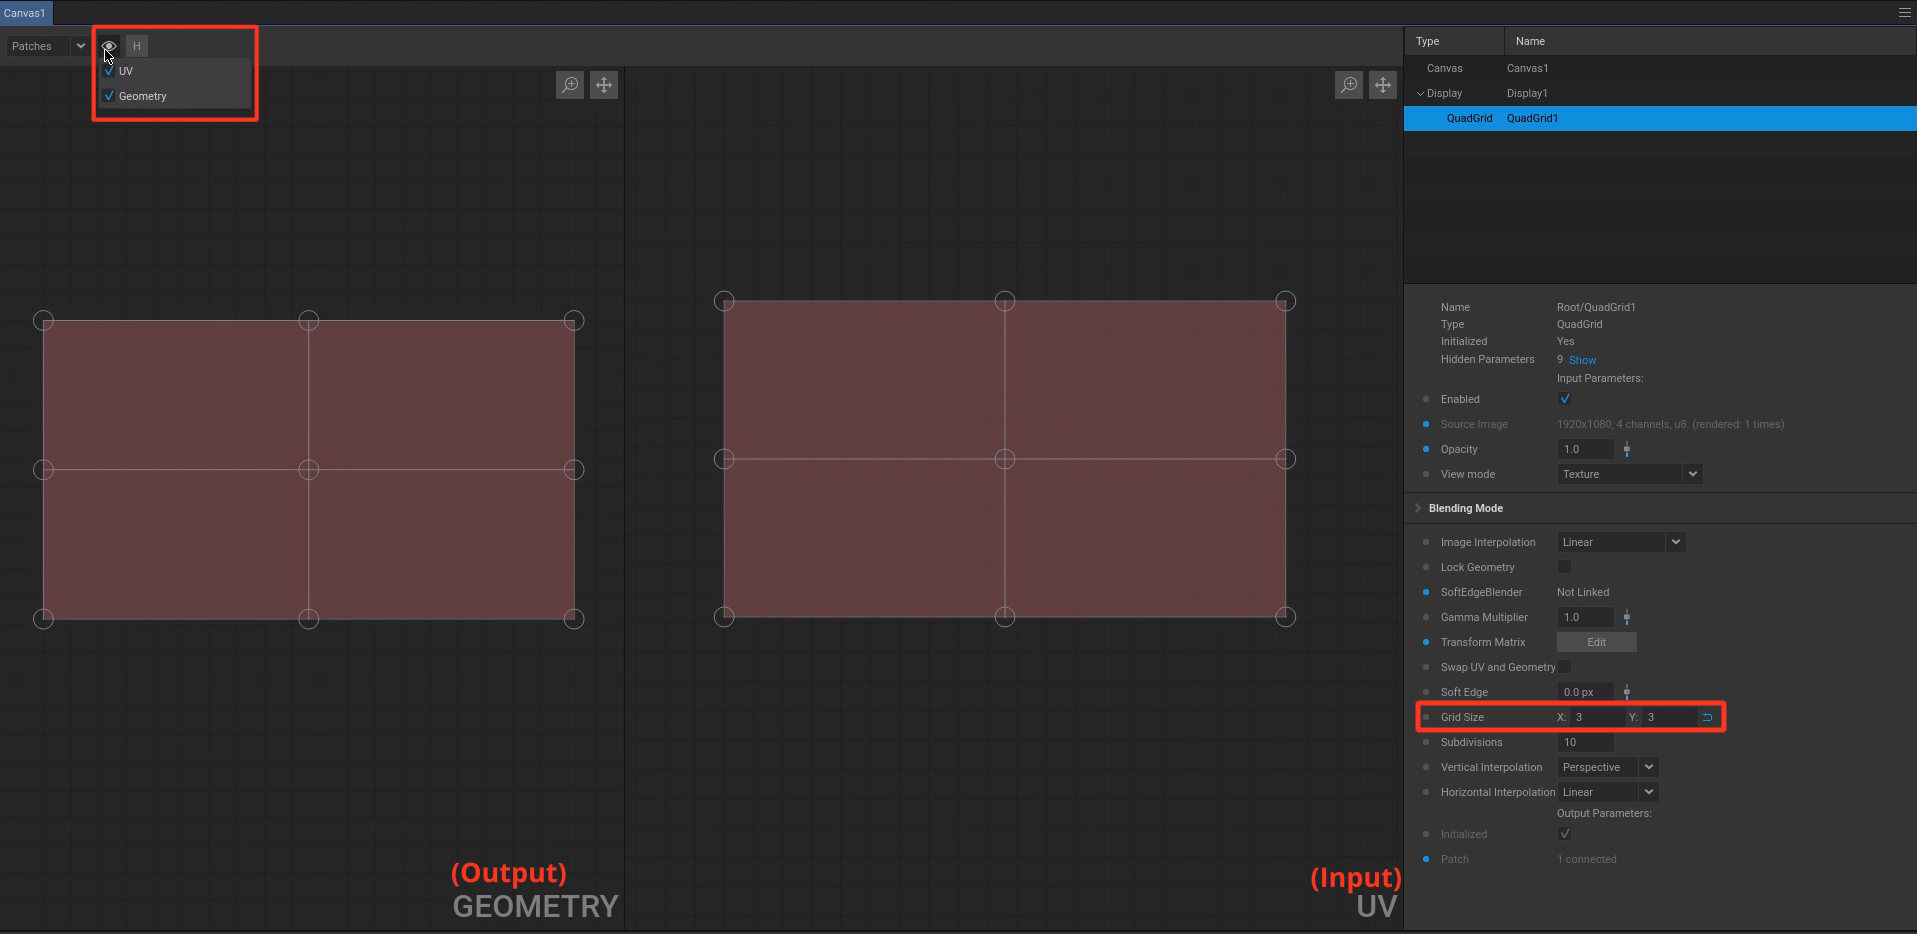 Canvas1
Patches
H
UV
Geometry
(Output)
GEOMETRY
(Input)
UV
Type Name
Canvas Canvas1
Display Display1
QuadGrid QuadGrid1
Name Root/QuadGrid1
Type QuadGrid
Initialized Yes
Hidden Parameters 9 Show
Input Parameters:
Enabled
Source Image 1920x1080, 4 channels, u8. (rendered: 1 times)
Opacity 1.0
View mode Texture
Blending Mode
Image Interpolation Linear
Lock Geometry
SoftEdgeBlender Not Linked
Gamma Multiplier 1.0
Transform Matrix Edit
Swap UV and Geometry
Soft Edge 0.0 px
Grid Size X: 3 Y: 3
Subdivisions 10
Vertical Interpolation Perspective
Horizontal Interpolation Linear
Output Parameters:
Initialized
Patch 1 connected